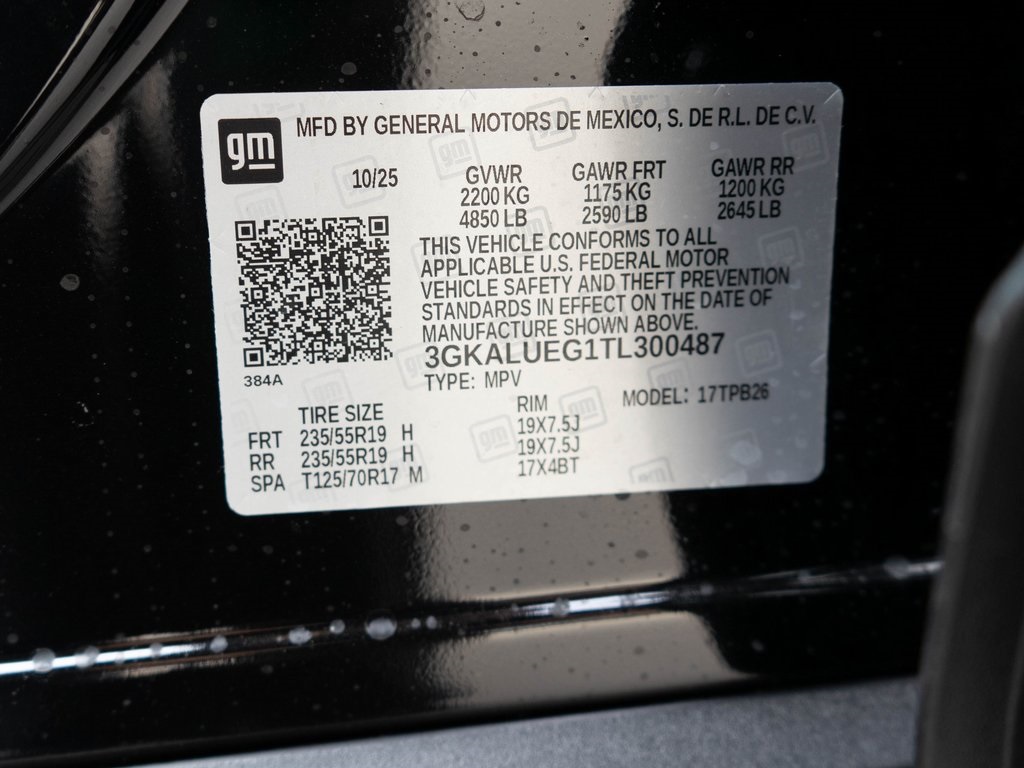 gm
MFD BY GENERAL MOTORS DE MEXICO, S. DE R.L. DE C.V.
10/25
GVWR GAWR FRT GAWR RR
2200 KG 1175 KG 1200 KG
4850 LB 2590 LB 2645 LB
THIS VEHICLE CONFORMS TO ALL
APPLICABLE U.S. FEDERAL MOTOR
VEHICLE SAFETY AND THEFT PREVENTION
STANDARDS IN EFFECT ON THE DATE OF
MANUFACTURE SHOWN ABOVE.
3GKALUEG1TL300487
384A
TYPE: MPV
MODEL: 17TPB26
TIRE SIZE RIM
FRT 235/55R19 H 19X7.5J
RR 235/55R19 H 19X7.5J
SPA T125/70R17 M 17X4BT